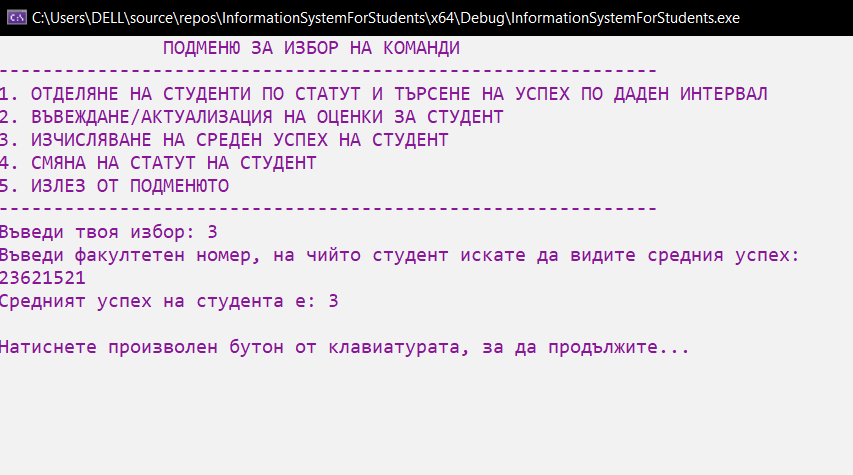 C:\Users\DELL\source\repos\InformationSystemForStudents\x64\Debug\InformationSystemForStudents.exe
ПОДМЕНЮ ЗА ИЗБОР НА КОМАНДИ
------------------------------------------------------------
1. ОТДЕЛЯНЕ НА СТУДЕНТИ ПО СТАТУТ И ТЪРСЕНЕ НА УСПЕХ ПО ДАДЕН ИНТЕРВАЛ
2. ВЪВЕЖДАНЕ/АКТУАЛИЗАЦИЯ НА ОЦЕНКИ ЗА СТУДЕНТ
3. ИЗЧИСЛЯВАНЕ НА СРЕДЕН УСПЕХ НА СТУДЕНТ
4. СМЯНА НА СТАТУТ НА СТУДЕНТ
5. ИЗЛЕЗ ОТ ПОДМЕНЮТО
------------------------------------------------------------
Въведи твоя избор: 3
Въведи факултетен номер, на чийто студент искате да видите средния успех:
23621521
Средният успех на студента е: 3
Натиснете произволен бутон от клавиатурата, за да продължите...